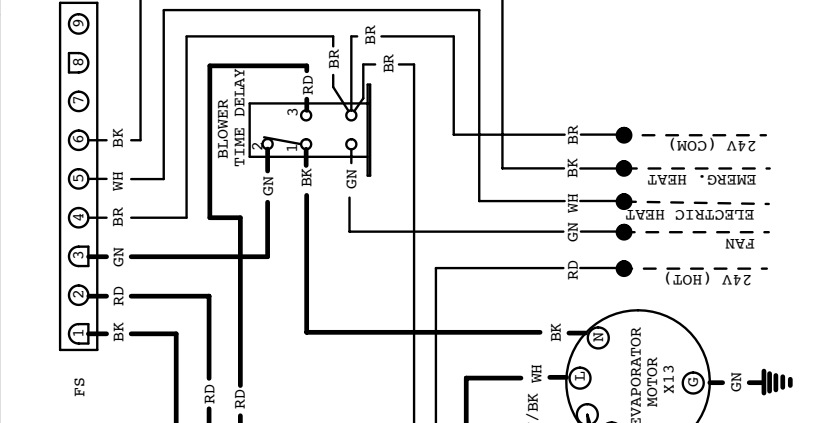 9
8
7
6
5
4
3
2
1
FS
BK
WH
BR
GN
RD
BK
RD
RD
BLOWER
TIME DELAY
3
2
1
RD
BR
BR
BR
GN
BK
GN
BR
BK
WH
GN
RD
24V (COM)
EMERG. HEAT
ELECTRIC HEAT
FAN
24V (HOT)
BK
WH
/BK
N
L
G
EVAPORATOR
MOTOR
X13
GN